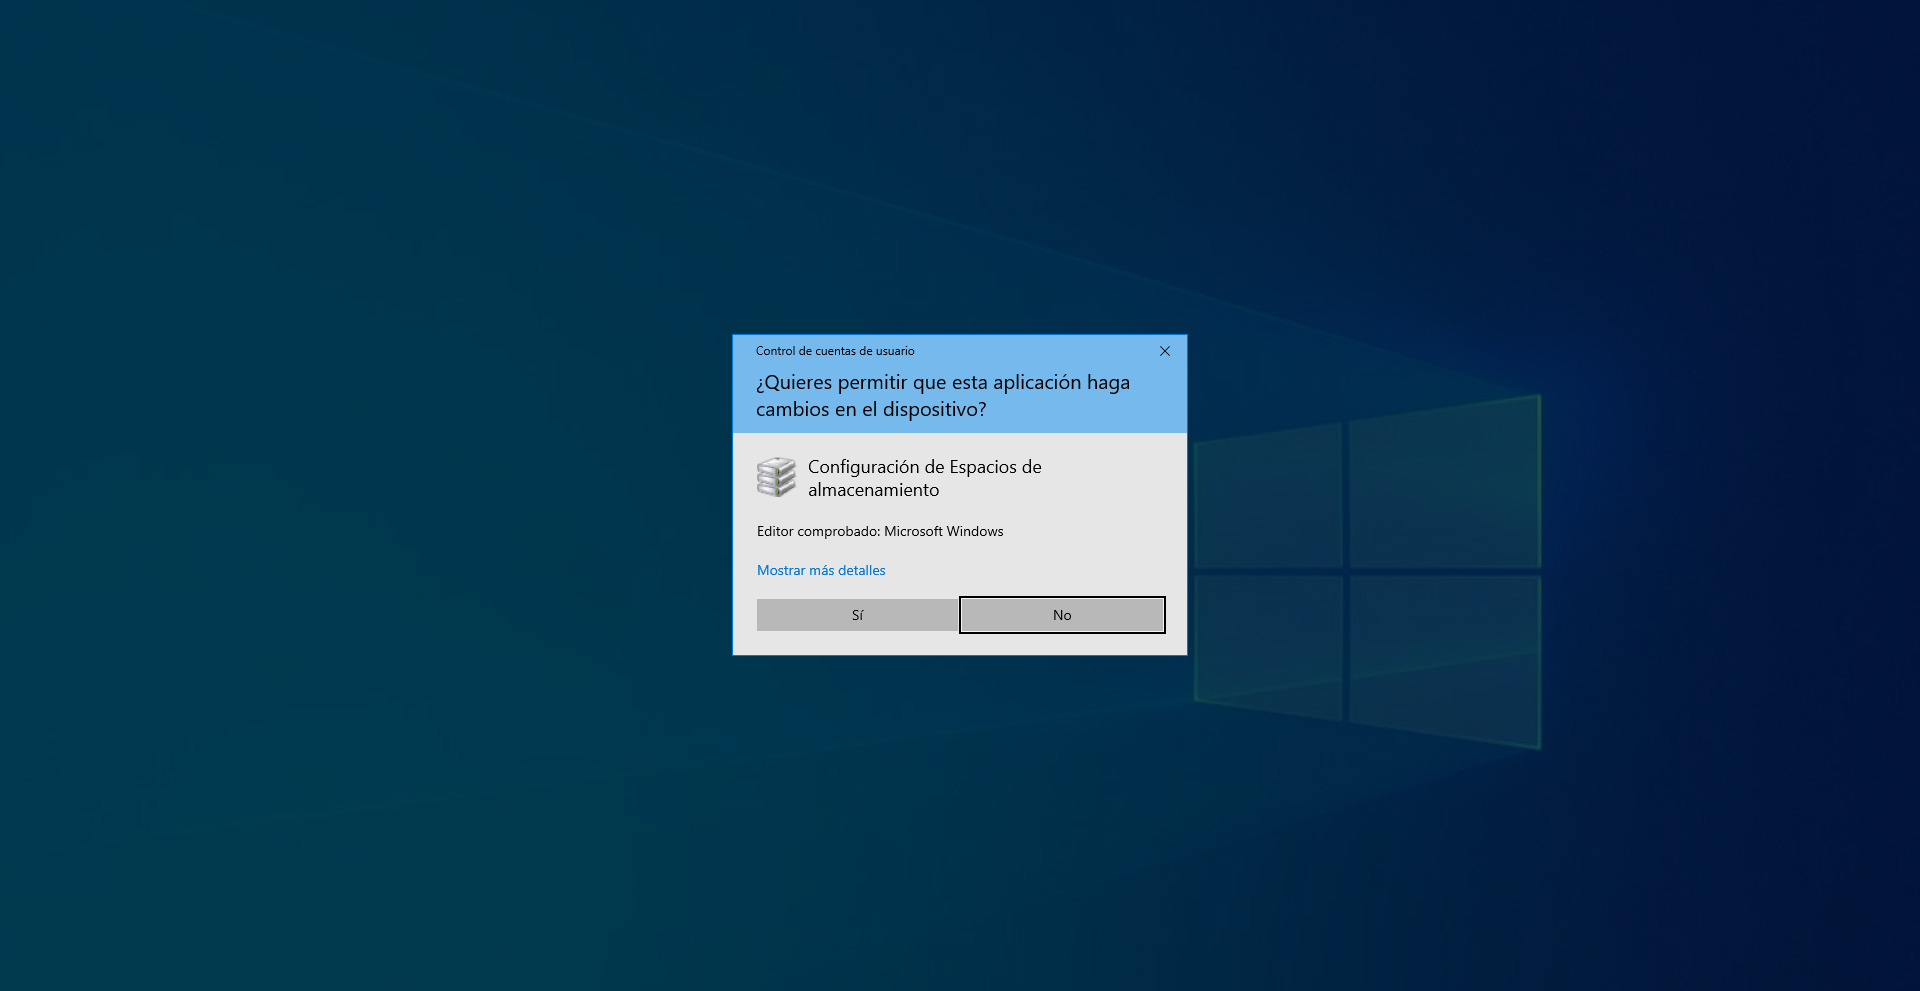 Control de cuentas de usuario
¿Quieres permitir que esta aplicación haga
cambios en el dispositivo?
Configuración de Espacios de
almacenamiento
Editor comprobado: Microsoft Windows
Mostrar más detalles
Sí
No